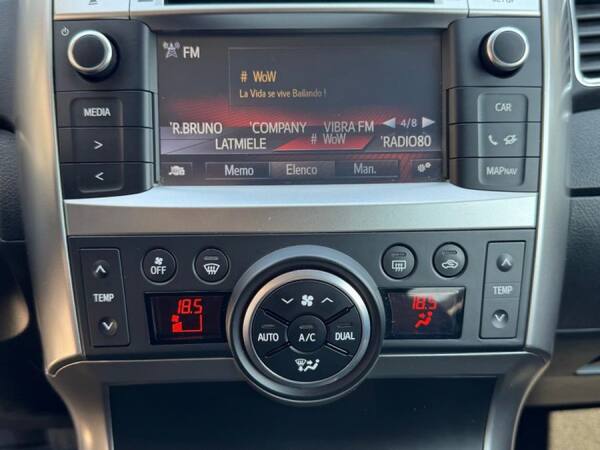 SETUP
FM
# WoW
La Vida se vive Bailando !
MEDIA
CAR
'R.BRUNO 'COMPANY VIBRA FM 4/8
LATMIELE # WoW 'RADIO80
>
<
MAP NAV
Memo Elenco Man.
OFF
TEMP
TEMP
18.5
18.5
AUTO A/C DUAL